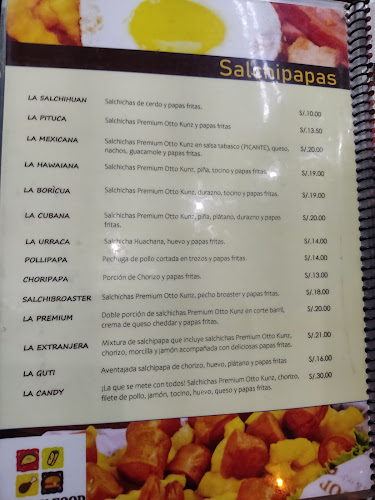 Salchipapas
LA SALCHIHUAN Salchichas de cerdo y papas fritas. S/.10.00
LA PITUCA Salchichas Premium Otto Kunz y papas fritas S/.13.50
LA MEXICANA Salchichas Premium Otto Kunz en salsa tabasco (PICANTE), queso,
nachos, guacamole y papas fritas. S/.20.00
LA HAWAIANA Salchichas Premium Otto Kunz, piña, tocino y papas fritas. S/.19.00
LA BORÌCUA Salchichas Premium Otto Kunz, durazno, tocino y papas fritas. S/.19.00
LA CUBANA Salchichas Premium Otto Kunz, piña, plátano, durazno y papas
fritas. S/.20.00
LA URRACA Salchicha Huachana, huevo y papas fritas. S/.14.00
POLLIPAPA Pechuga de pollo cortada en trozos y papas fritas S/.14.00
CHORIPAPA Porción de Chorizo y papas fritas. S/.13.00
SALCHIBROASTER Salchichas Premium Otto Kunz, pecho broaster y papas fritas. S/.18.00
LA PREMIUM Doble porción de salchichas Premium Otto Kunz en corte barril,
crema de queso cheddar y papas fritas. S/.20.00
LA EXTRANJERA Mixtura de salchipapa que incluye salchichas Premium Otto Kunz,
chorizo, morcilla y jamón acompañada con deliciosas papas fritas. S/.21.00
LA GUTI Aventajada salchipapa de chorizo, huevo, plátano y papas fritas S/.16.00
LA CANDY ¡La que se mete con todas! Salchichas Premium Otto Kunz, chorizo,
filete de pollo, jamón, tocino, huevo, queso y papas fritas. S/.30.00
FOOD